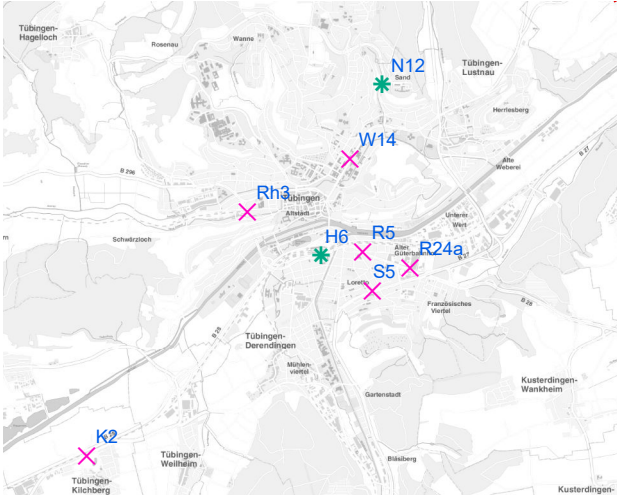 Tübingen-
Hagelloch
Rosenau
Wanne
N12
Sand
Tübingen-
Lustnau
Herrlesberg
W14
Alte
Weberei
B 27
B 296
Rh3
Tübingen
Altstadt
Unterm
Wert
Schwärzloch
H6
R5
Alter
Güterbahnhof
R24a
B 27
S5
Loretto
Französisches
Viertel
B 28
B 28
Tübingen-
Derendingen
Mühlen-
viertel
Gartenstadt
Kusterdingen-
Wankheim
K2
Tübingen-
Weilheim
Bläsiberg
Tübingen-
Kilchberg
Kusterdingen-